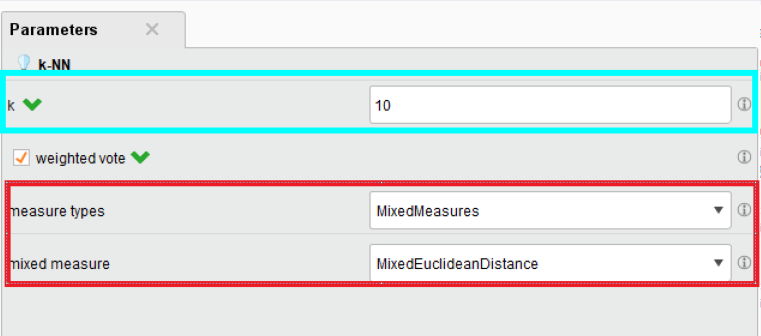 Parameters
k-NN
k 10
weighted vote
measure types MixedMeasures
mixed measure MixedEuclideanDistance